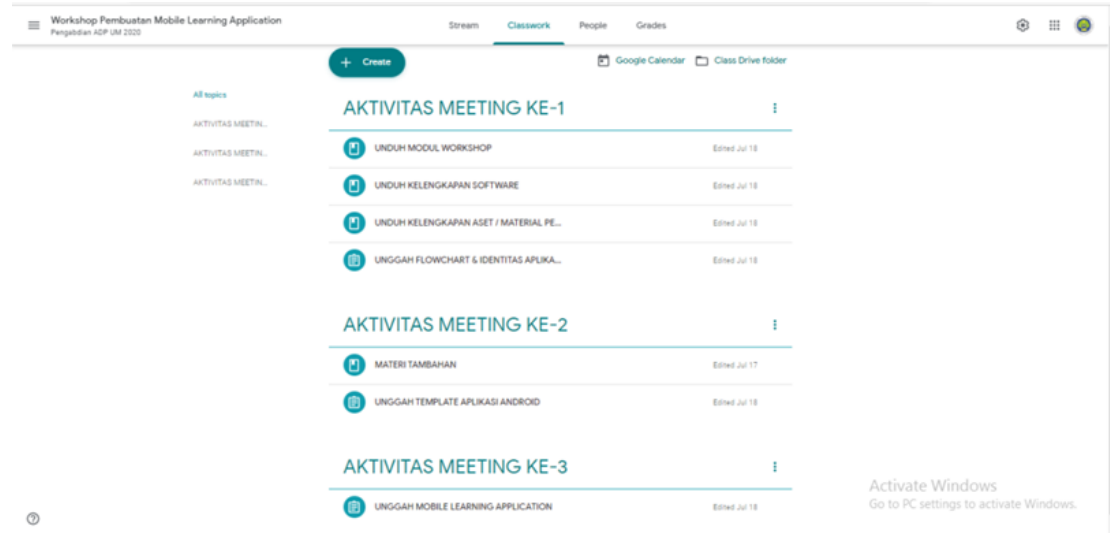 Workshop Pembuatan Mobile Learning Application
Pengabdian ADP UM 2020
Stream Classwork People Grades
Create
Google Calendar Class Drive folder
All topics
AKTIVITAS MEETIN...
AKTIVITAS MEETIN...
AKTIVITAS MEETIN...
AKTIVITAS MEETING KE-1
UNDUH MODUL WORKSHOP Edited Jul 18
UNDUH KELENGKAPAN SOFTWARE Edited Jul 18
UNDUH KELENGKAPAN ASET / MATERIAL PE... Edited Jul 18
UNGGAH FLOWCHART & IDENTITAS APLIKA... Edited Jul 18
AKTIVITAS MEETING KE-2
MATERI TAMBAHAN Edited Jul 17
UNGGAH TEMPLATE APLIKASI ANDROID Edited Jul 18
AKTIVITAS MEETING KE-3
UNGGAH MOBILE LEARNING APPLICATION Edited Jul 18
Activate Windows
Go to PC settings to activate Windows.